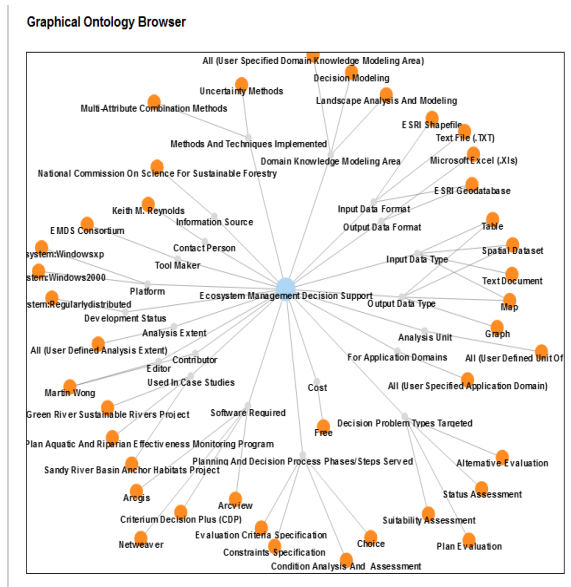 Graphical Ontology Browser
All (User Specified Domain Knowledge Modeling Area)
Decision Modeling
Uncertainty Methods
Landscape Analysis And Modeling
Multi-Attribute Combination Methods
ESRI Shapefile
Text File (.TXT)
Methods And Techniques Implemented
Domain Knowledge Modeling Area
MicrosoftExcel (.Xls)
National Commission On Science For Sustainable Forestry
ESRI Geodatabase
Keith M. Reynolds
Input Data Format
Information Source
Output Data Format
Table
EMDS Consortium
Contact Person
Spatial Dataset
system:Windowsxp
Tool Maker
Input Data Type
stem:Windows2000
Platform
Text Document
Ecosystem Management Decision Support
Output Data Type
Map
system:Regularlydistributed
Development Status
Analysis Extent
Graph
Analysis Unit
All (User Defined Analysis Extent)
Contributor
For Application Domains
All (User Defined Unit Of
Editor
Used In Case Studies
Martin Wong
Cost
All (User Specified Application Domain)
Green River Sustainable Rivers Project
Software Required
Decision Problem Types Targeted
Free
Plan Aquatic And Riparian Effectiveness Monitoring Program
Planning And Decision Process Phases/Steps Served
Alternative Evaluation
Sandy River Basin Anchor Habitats Project
Status Assessment
Arcgis
Arcview
Criterium Decision Plus (CDP)
Suitability Assessment
Evaluation Criteria Specification
Netweaver
Choice
Plan Evaluation
Constraints Specification
Condition Analysis And Assessment